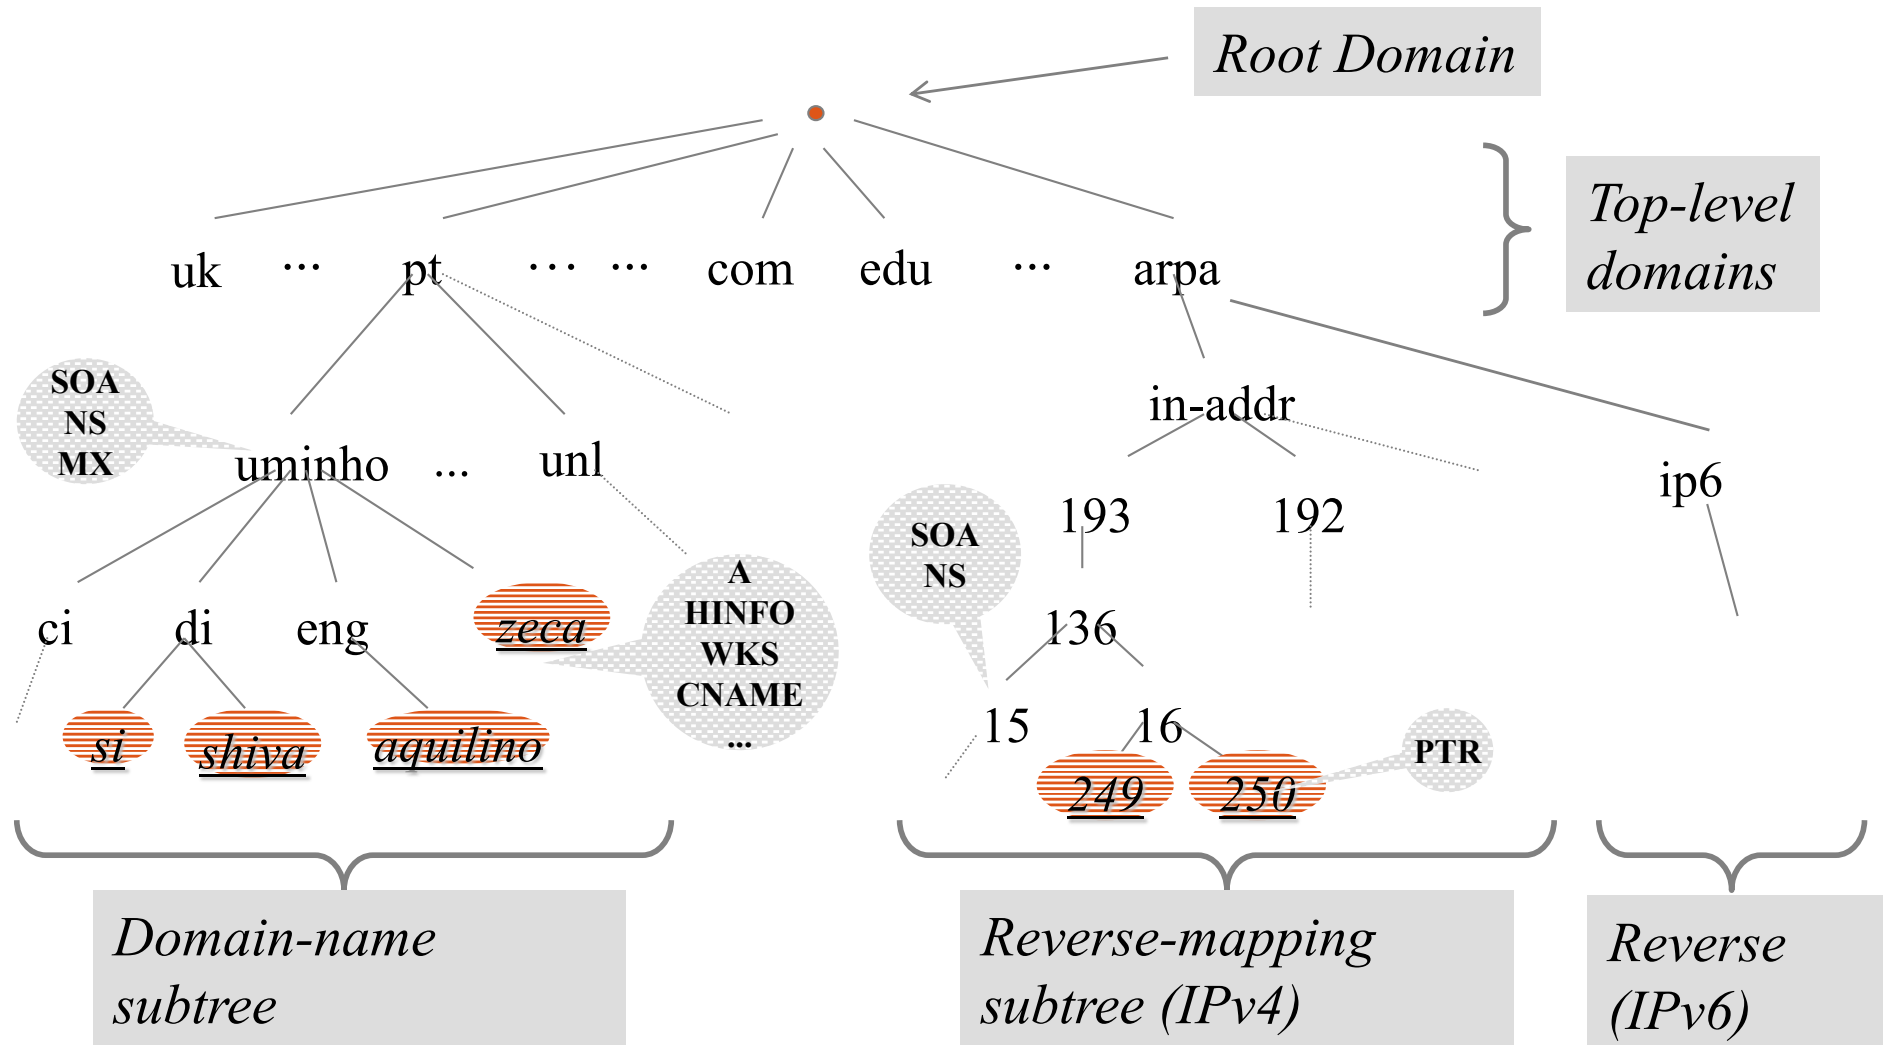 Root Domain
Top-level
domains
uk ... pt ... ... com edu ... arpa
in-addr
SOA
NS
MX
uminho ... unl
ip6
193 192
SOA
NS
A
HINFO
WKS
CNAME
...
ci di eng zeca
136
15 16
si shiva aquilino
249 250
PTR
Domain-name
subtree
Reverse-mapping
subtree (IPv4)
Reverse
(IPv6)